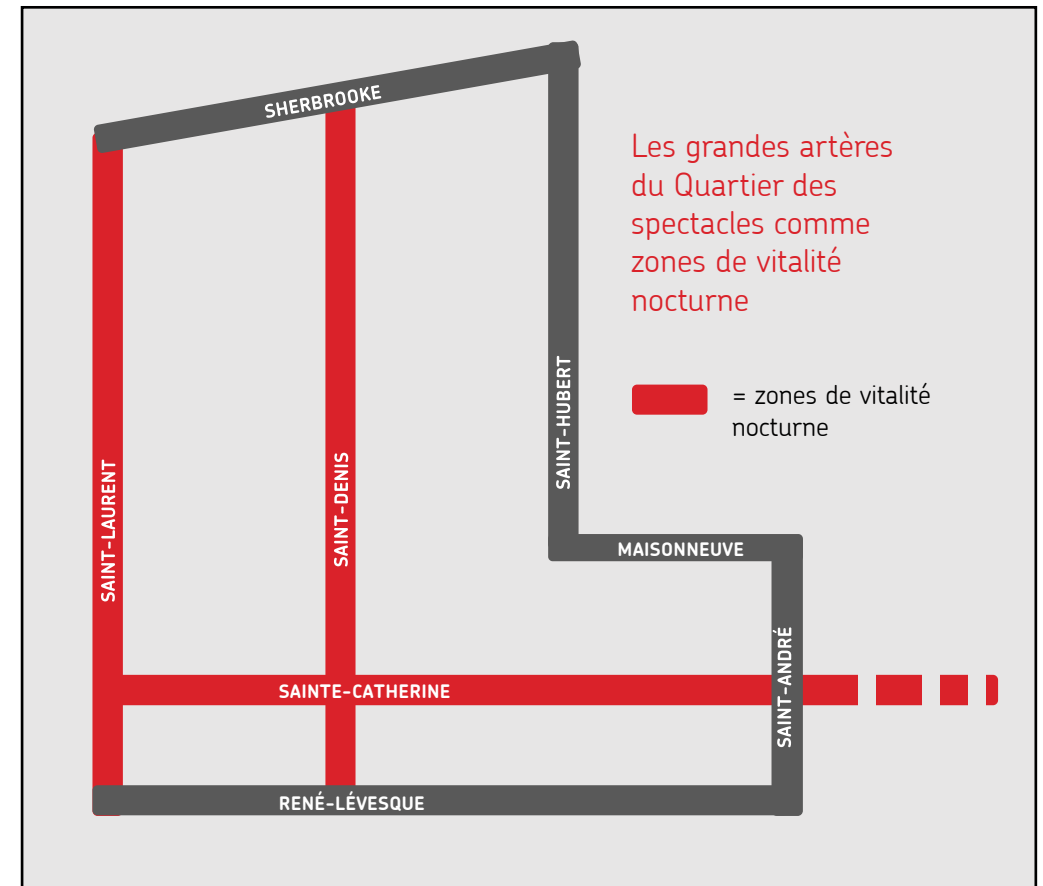 SHERBROOKE
Les grandes artères
du Quartier des
spectacles comme
zones de vitalité
nocturne
= zones de vitalité
nocturne
SAINT-HUBERT
SAINT-LAURENT
SAINT-DENIS
MAISONNEUVE
SAINT-ANDRÉ
SAINTE-CATHERINE
RENÉ-LÉVESQUE